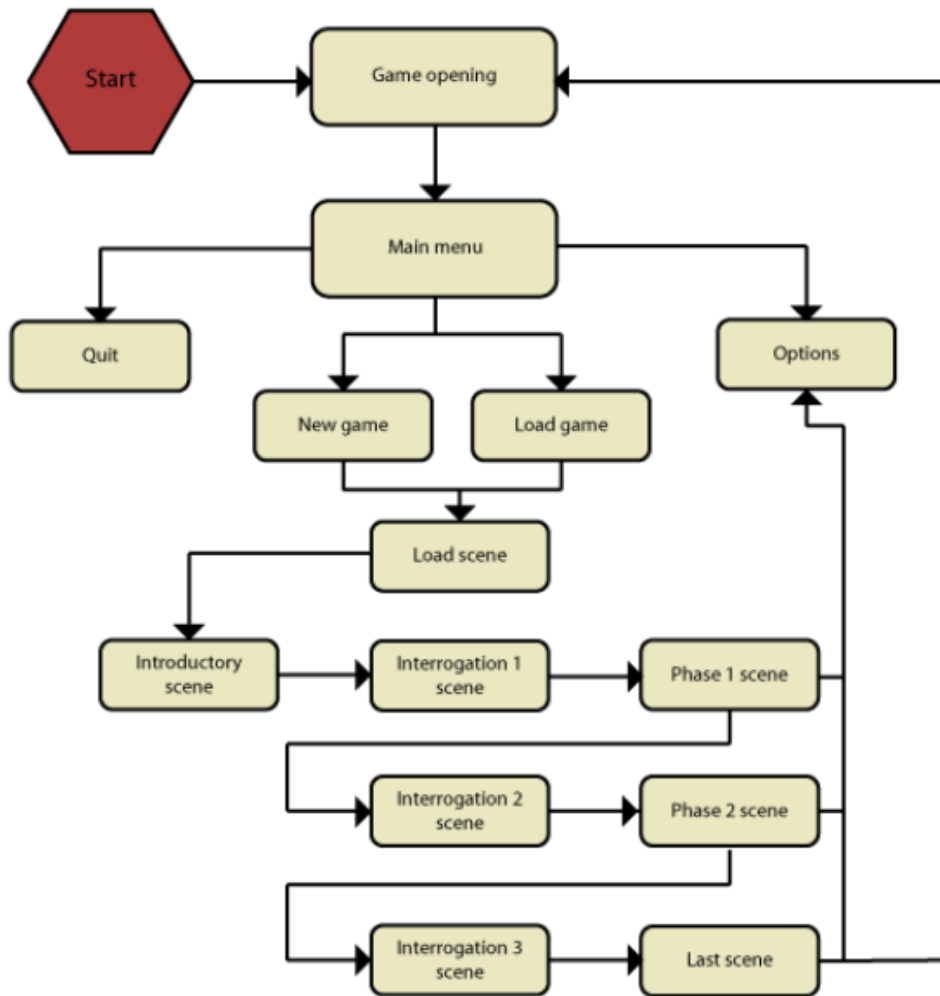 Start
Game opening
Main menu
Quit
Options
New game
Load game
Load scene
Introductory
scene
Interrogation 1
scene
Phase 1 scene
Interrogation 2
scene
Phase 2 scene
Interrogation 3
scene
Last scene